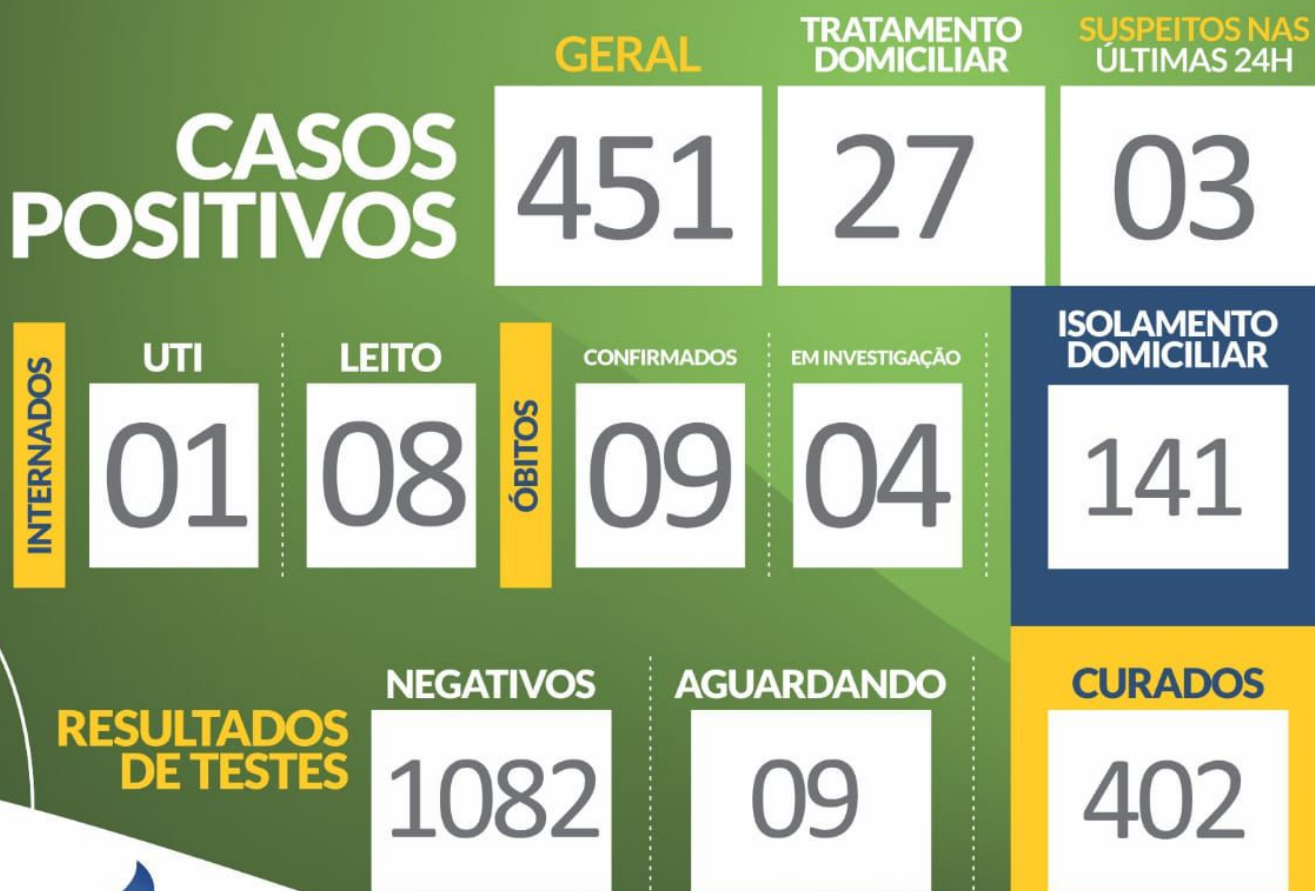 GERAL
TRATAMENTO
DOMICILIAR
SUSPEITOS NAS
ÚLTIMAS 24H
CASOS
POSITIVOS
451
27
03
INTERNADOS
UTI
01
LEITO
08
ÓBITOS
CONFIRMADOS
09
EM INVESTIGAÇÃO
04
ISOLAMENTO
DOMICILIAR
141
RESULTADOS
DE TESTES
NEGATIVOS
1082
AGUARDANDO
09
CURADOS
402